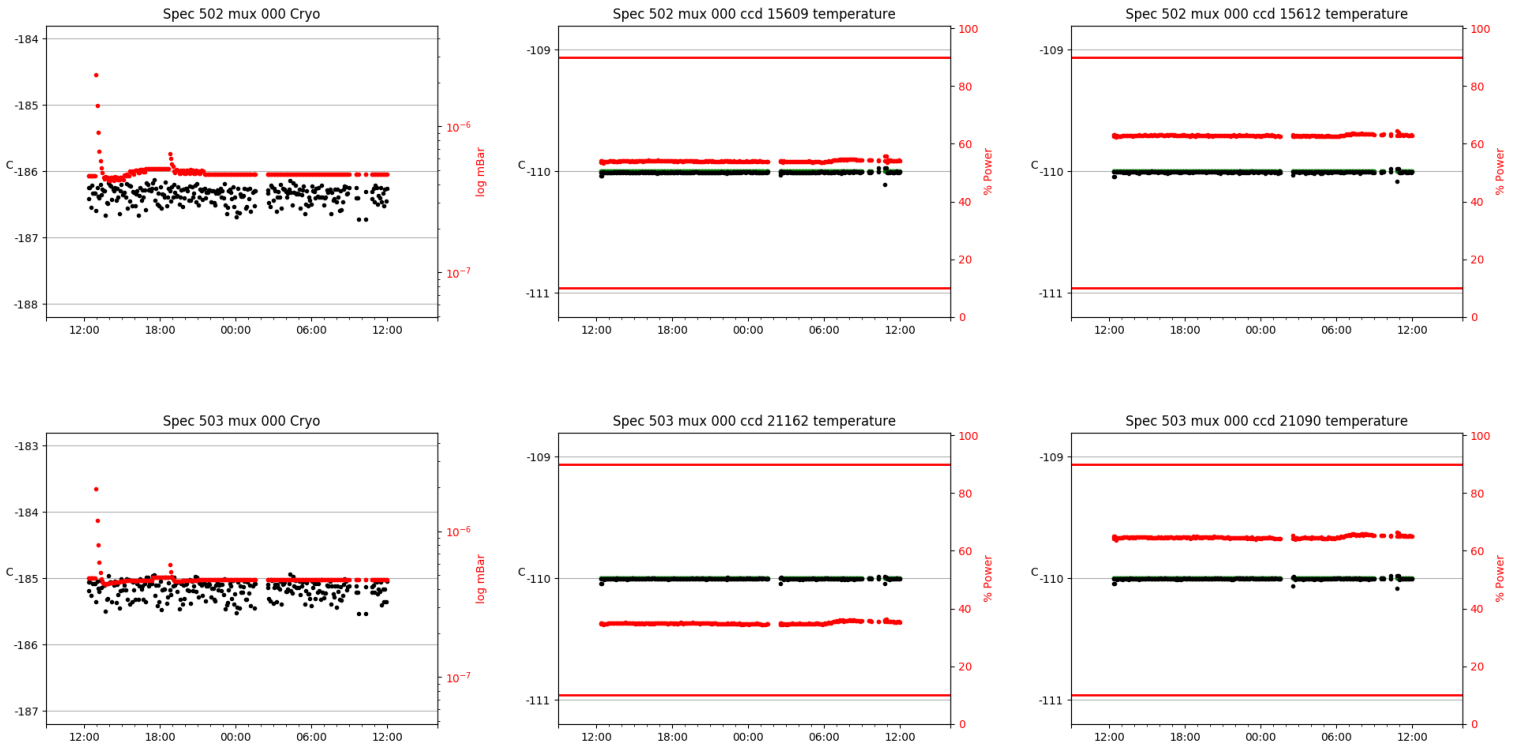 Spec 502 mux 000 Cryo
-184
-185
-186
-187
-188
C
10⁻⁶
10⁻⁷
log mBar
12:00 18:00 00:00 06:00 12:00
Spec 502 mux 000 ccd 15609 temperature
-109
-110
-111
C
100
80
60
40
20
0
% Power
12:00 18:00 00:00 06:00 12:00
Spec 502 mux 000 ccd 15612 temperature
-109
-110
-111
C
100
80
60
40
20
0
% Power
12:00 18:00 00:00 06:00 12:00
Spec 503 mux 000 Cryo
-183
-184
-185
-186
-187
C
10⁻⁶
10⁻⁷
log mBar
12:00 18:00 00:00 06:00 12:00
Spec 503 mux 000 ccd 21162 temperature
-109
-110
-111
C
100
80
60
40
20
0
% Power
12:00 18:00 00:00 06:00 12:00
Spec 503 mux 000 ccd 21090 temperature
-109
-110
-111
C
100
80
60
40
20
0
% Power
12:00 18:00 00:00 06:00 12:00